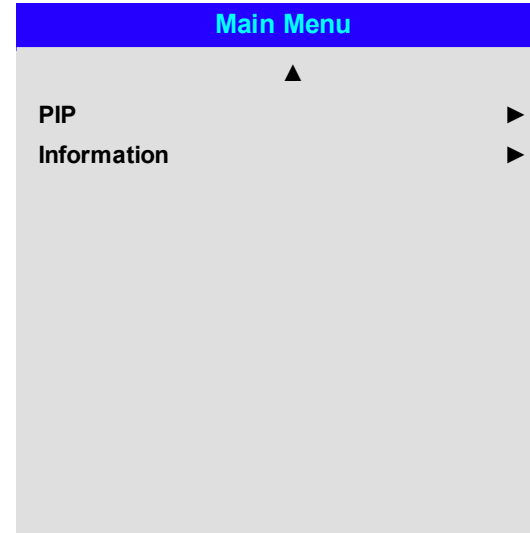 Main Menu
▲
PIP ►
Information ►